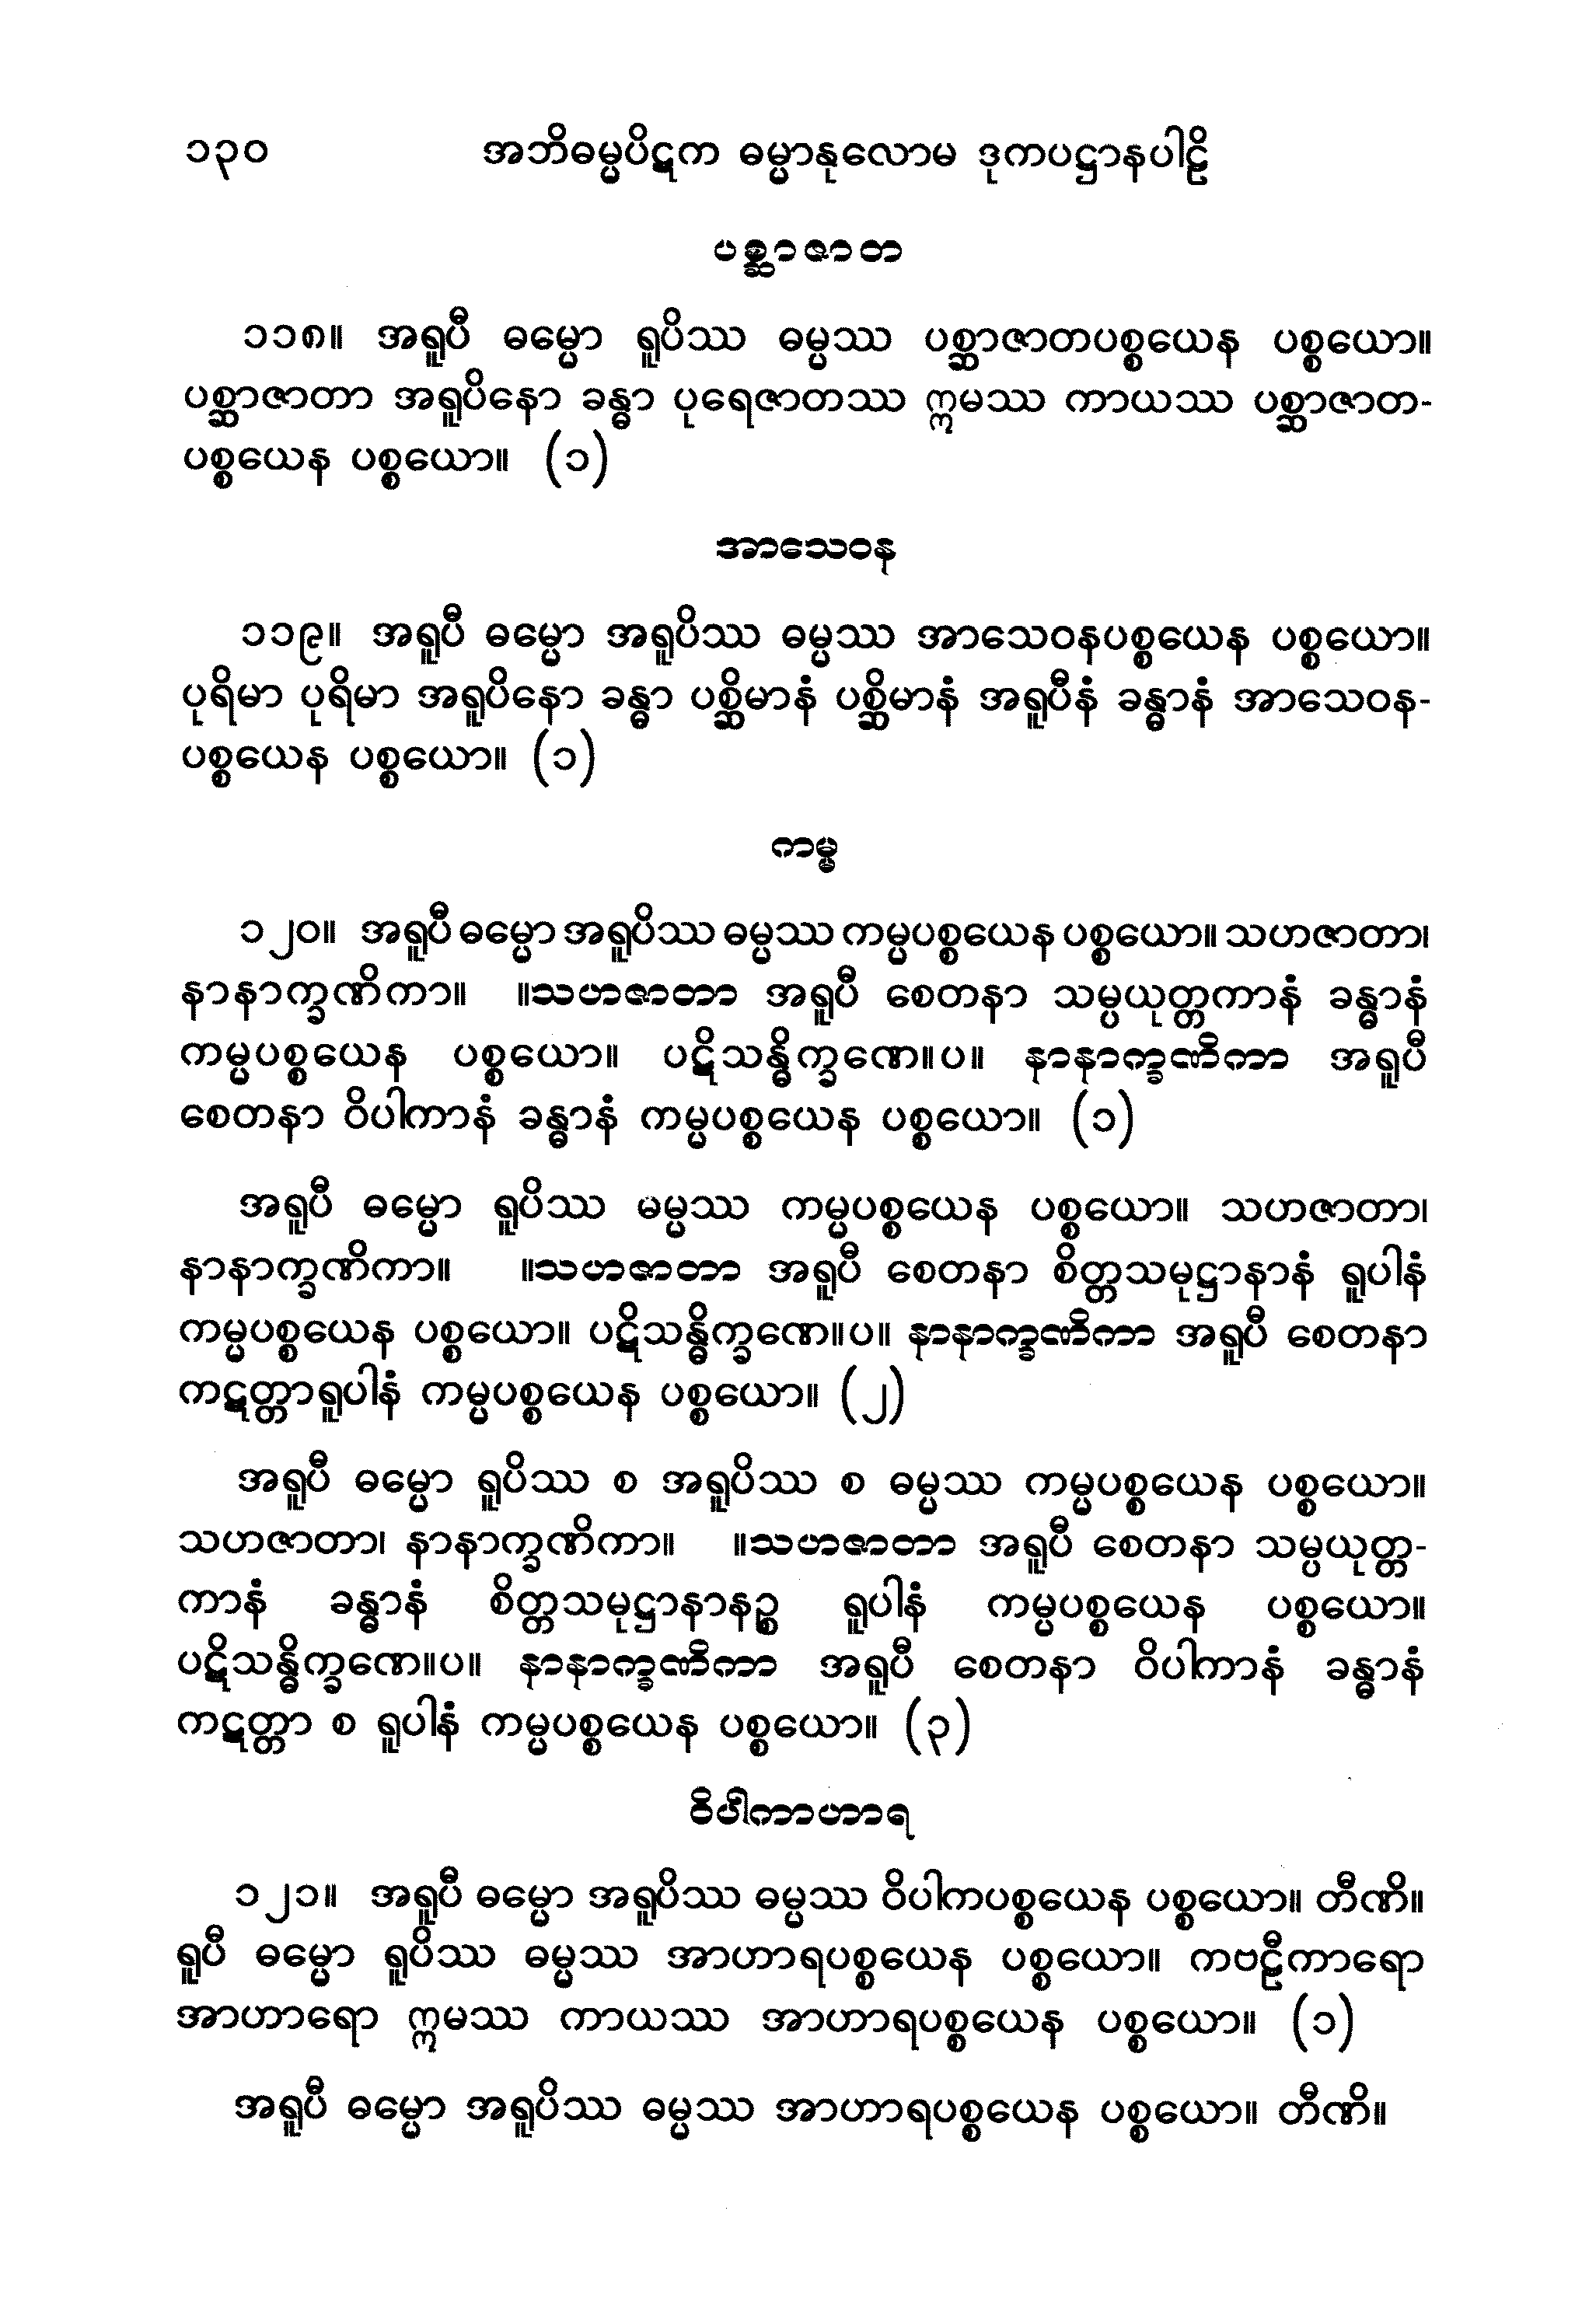 ၁၃၀ အဘိဓမ္မပိဋက ဓမ္မာနုလောမ ဒုကပဋ္ဌာနပါဠိ
ပစ္ဆာဇာတ
၁၁၈။ အရူပီ ဓမ္မော ရူပိဿ ဓမ္မဿ ပစ္ဆာဇာတပစ္စယေန ပစ္စယော။
ပစ္ဆာဇာတာ အရူပိနော ခန္ဓာ ပုရေဇာတဿ ဣမဿ ကာယဿ ပစ္ဆာဇာတ-
ပစ္စယေန ပစ္စယော။ (၁)
အာသေဝန
၁၁၉။ အရူပီ ဓမ္မော အရူပိဿ ဓမ္မဿ အာသေဝနပစ္စယေန ပစ္စယော။
ပုရိမာ ပုရိမာ အရူပိနော ခန္ဓာ ပစ္ဆိမာနံ ပစ္ဆိမာနံ အရူပီနံ ခန္ဓာနံ အာသေဝန-
ပစ္စယေန ပစ္စယော။ (၁)
ကမ္မ
၁၂၀။ အရူပီ ဓမ္မော အရူပိဿ ဓမ္မဿ ကမ္မပစ္စယေန ပစ္စယော။ သဟဇာတာ၊
နာနာက္ခဏိကာ။ ။သဟဇာတာ အရူပီ စေတနာ သမ္ပယုတ္တကာနံ ခန္ဓာနံ
ကမ္မပစ္စယေန ပစ္စယော။ ပဋိသန္ဓိက္ခဏေ။ပ။ နာနာက္ခဏိကာ အရူပီ
စေတနာ ဝိပါကာနံ ခန္ဓာနံ ကမ္မပစ္စယေန ပစ္စယော။ (၁)
အရူပီ ဓမ္မော ရူပိဿ ဓမ္မဿ ကမ္မပစ္စယေန ပစ္စယော။ သဟဇာတာ၊
နာနာက္ခဏိကာ။ ။သဟဇာတာ အရူပီ စေတနာ စိတ္တသမုဋ္ဌာနာနံ ရူပါနံ
ကမ္မပစ္စယေန ပစ္စယော။ ပဋိသန္ဓိက္ခဏေ။ပ။ နာနာက္ခဏိကာ အရူပီ စေတနာ
ကဋတ္တာရူပါနံ ကမ္မပစ္စယေန ပစ္စယော။ (၂)
အရူပီ ဓမ္မော ရူပိဿ စ အရူပိဿ စ ဓမ္မဿ ကမ္မပစ္စယေန ပစ္စယော။
သဟဇာတာ၊ နာနာက္ခဏိကာ။ ။သဟဇာတာ အရူပီ စေတနာ သမ္ပယုတ္တ-
ကာနံ ခန္ဓာနံ စိတ္တသမုဋ္ဌာနာနဉ္စ ရူပါနံ ကမ္မပစ္စယေန ပစ္စယော။
ပဋိသန္ဓိက္ခဏေ။ပ။ နာနာက္ခဏိကာ အရူပီ စေတနာ ဝိပါကာနံ ခန္ဓာနံ
ကဋတ္တာ စ ရူပါနံ ကမ္မပစ္စယေန ပစ္စယော။ (၃)
ဝိပါကာဟာရ
၁၂၁။ အရူပီ ဓမ္မော အရူပိဿ ဓမ္မဿ ဝိပါကပစ္စယေန ပစ္စယော။ တီဏိ။
ရူပီ ဓမ္မော ရူပိဿ ဓမ္မဿ အာဟာရပစ္စယေန ပစ္စယော။ ကဗဠီကာရော
အာဟာရော ဣမဿ ကာယဿ အာဟာရပစ္စယေန ပစ္စယော။ (၁)
အရူပီ ဓမ္မော အရူပိဿ ဓမ္မဿ အာဟာရပစ္စယေန ပစ္စယော။ တီဏိ။